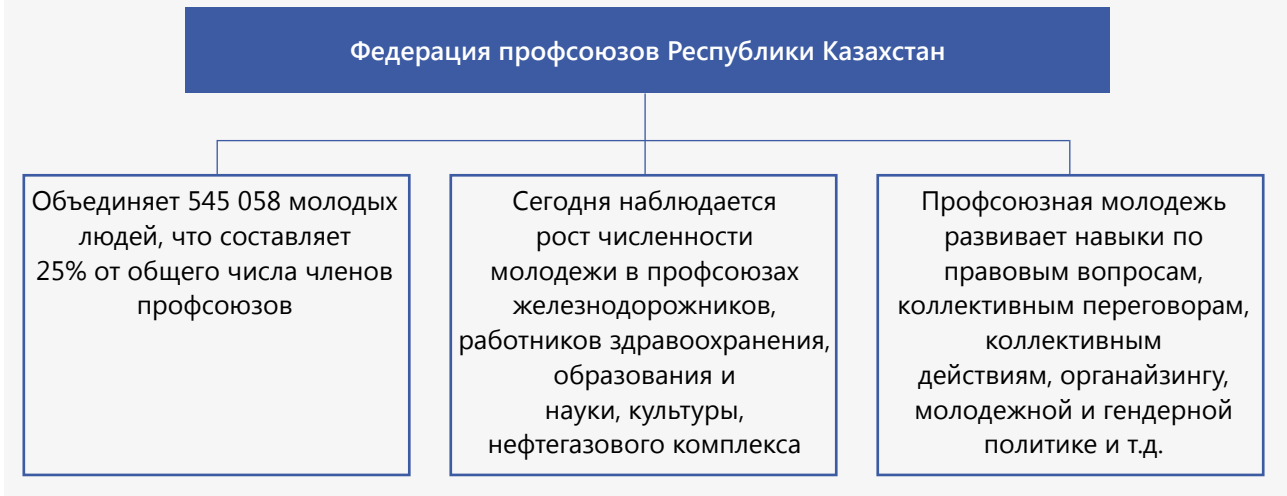 Федерация профсоюзов Республики Казахстан
Объединяет 545 058 молодых
людей, что составляет
25% от общего числа членов
профсоюзов
Сегодня наблюдается
рост численности
молодежи в профсоюзах
железнодорожников,
работников здравоохранения,
образования и
науки, культуры,
нефтегазового комплекса
Профсоюзная молодежь
развивает навыки по
правовым вопросам,
коллективным переговорам,
коллективным
действиям, органайзингу,
молодежной и гендерной
политике и т.д.